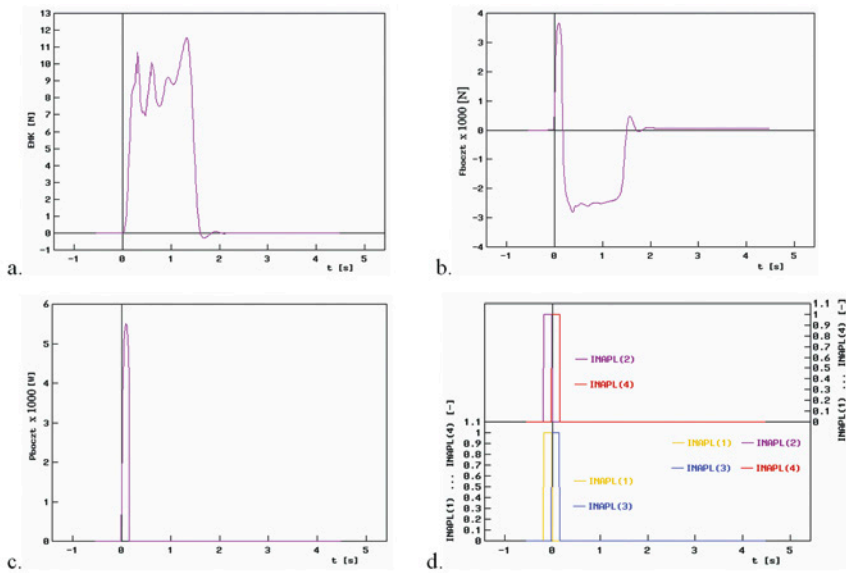 13
12
11
10
9
8
7
6
5
4
3
2
1
0
-1
EMK [M]
-1 0 1 2 3 4 5
t [s]
a.
4
3
2
1
0
-1
-2
-3
-4
Fboczt x 1000 [N]
-1 0 1 2 3 4 5
t [s]
b.
6
5
4
3
2
1
0
Pboczt x 1000 [W]
-1 0 1 2 3 4 5
t [s]
c.
1.1
1
0.9
0.8
0.7
0.6
0.5
0.4
0.3
0.2
0.1
0
INAPL(1) ... INAPL(4) [-]
INAPL(2)
INAPL(4)
1.1
1
0.9
0.8
0.7
0.6
0.5
0.4
0.3
0.2
0.1
0
INAPL(1) ... INAPL(4) [-]
INAPL(1) INAPL(2)
INAPL(3) INAPL(4)
INAPL(1)
INAPL(3)
-1 0 1 2 3 4 5
t [s]
d.